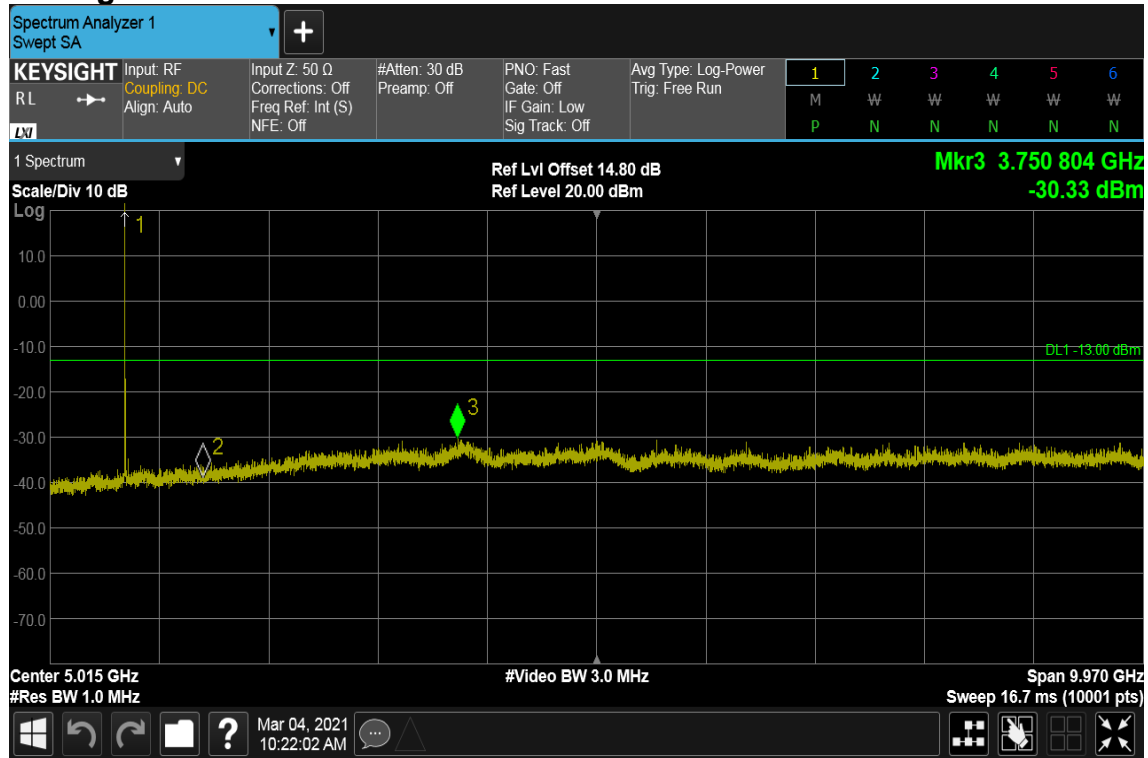 Spectrum Analyzer 1
Swept SA
+
KEYSIGHT
RL
LXI
Input: RF
Coupling: DC
Align: Auto
Input Z: 50 Ω
Corrections: Off
Freq Ref: Int (S)
NFE: Off
#Atten: 30 dB
Preamp: Off
PNO: Fast
Gate: Off
IF Gain: Low
Sig Track: Off
Avg Type: Log-Power
Trig: Free Run
1 2 3 4 5 6
M W W W W W
P N N N N N
1 Spectrum
Scale/Div 10 dB
Ref Lvl Offset 14.80 dB
Ref Level 20.00 dBm
Mkr3 3.750 804 GHz
-30.33 dBm
Log
1
10.0
0.00
-10.0
DL1 -13.00 dBm
-20.0
3
-30.0
2
-40.0
-50.0
-60.0
-70.0
Center 5.015 GHz
#Video BW 3.0 MHz
Span 9.970 GHz
#Res BW 1.0 MHz
Sweep 16.7 ms (10001 pts)
?
Mar 04, 2021
10:22:02 AM